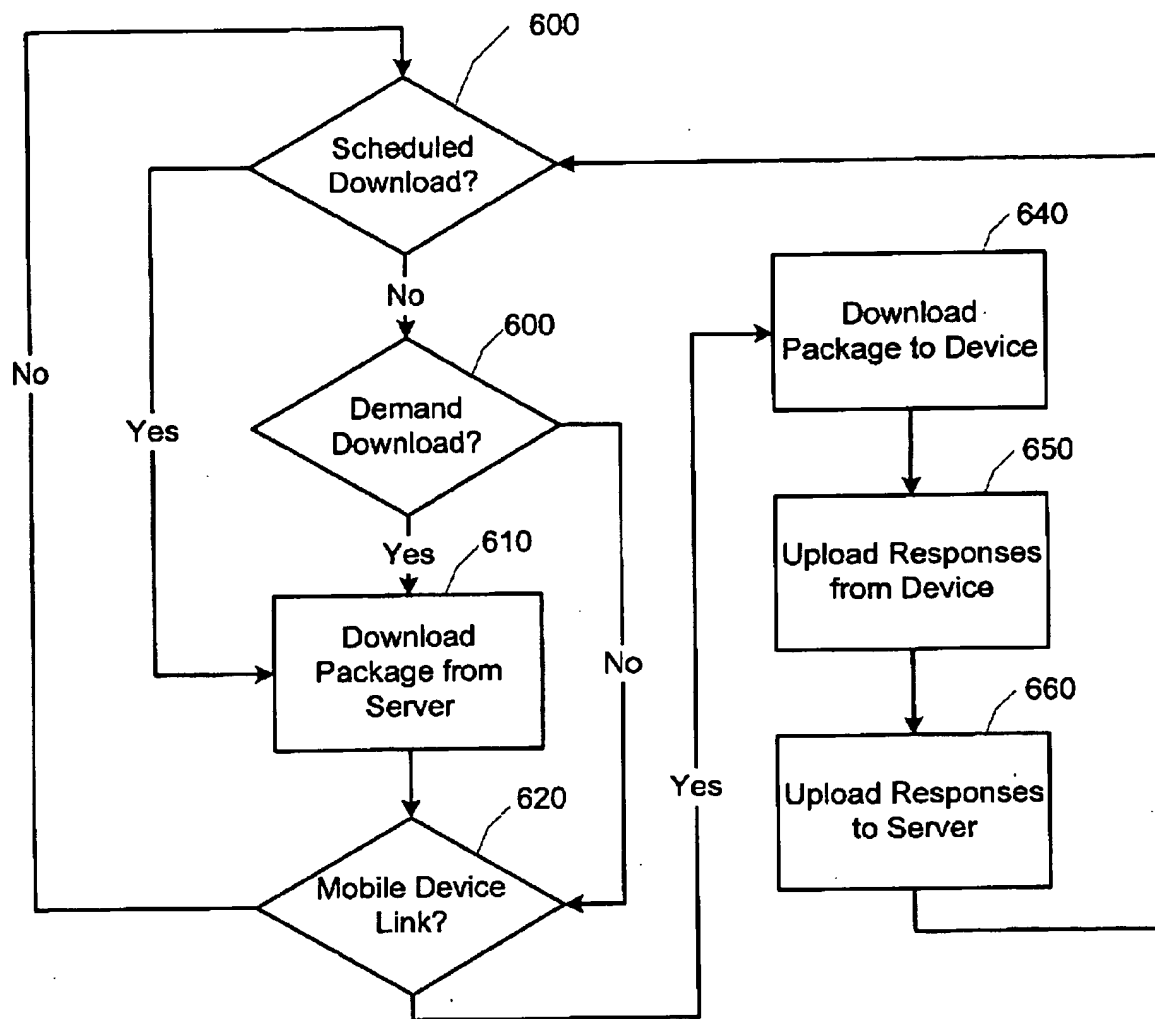 600
Scheduled
Download?
No
600
Demand
Download?
Yes
610
Download
Package from
Server
620
Mobile Device
Link?
No
Yes
No
Yes
640
Download
Package to Device
650
Upload Responses
from Device
660
Upload Responses
to Server